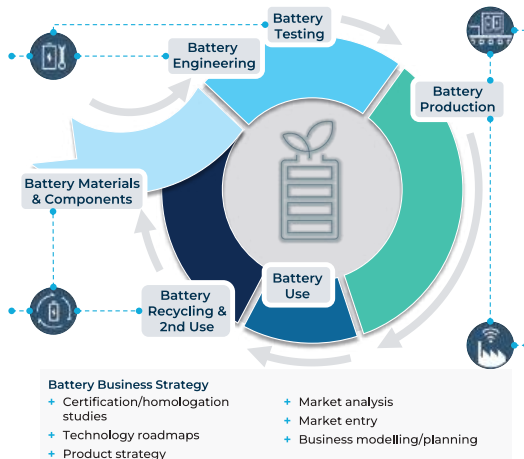 Battery
Testing
Battery
Engineering
Battery
Production
Battery Materials
& Components
Battery
Use
Battery
Recycling &
2nd Use
Battery Business Strategy
+ Certification/homologation
studies
+ Technology roadmaps
+ Product strategy
+ Market analysis
+ Market entry
+ Business modelling/planning